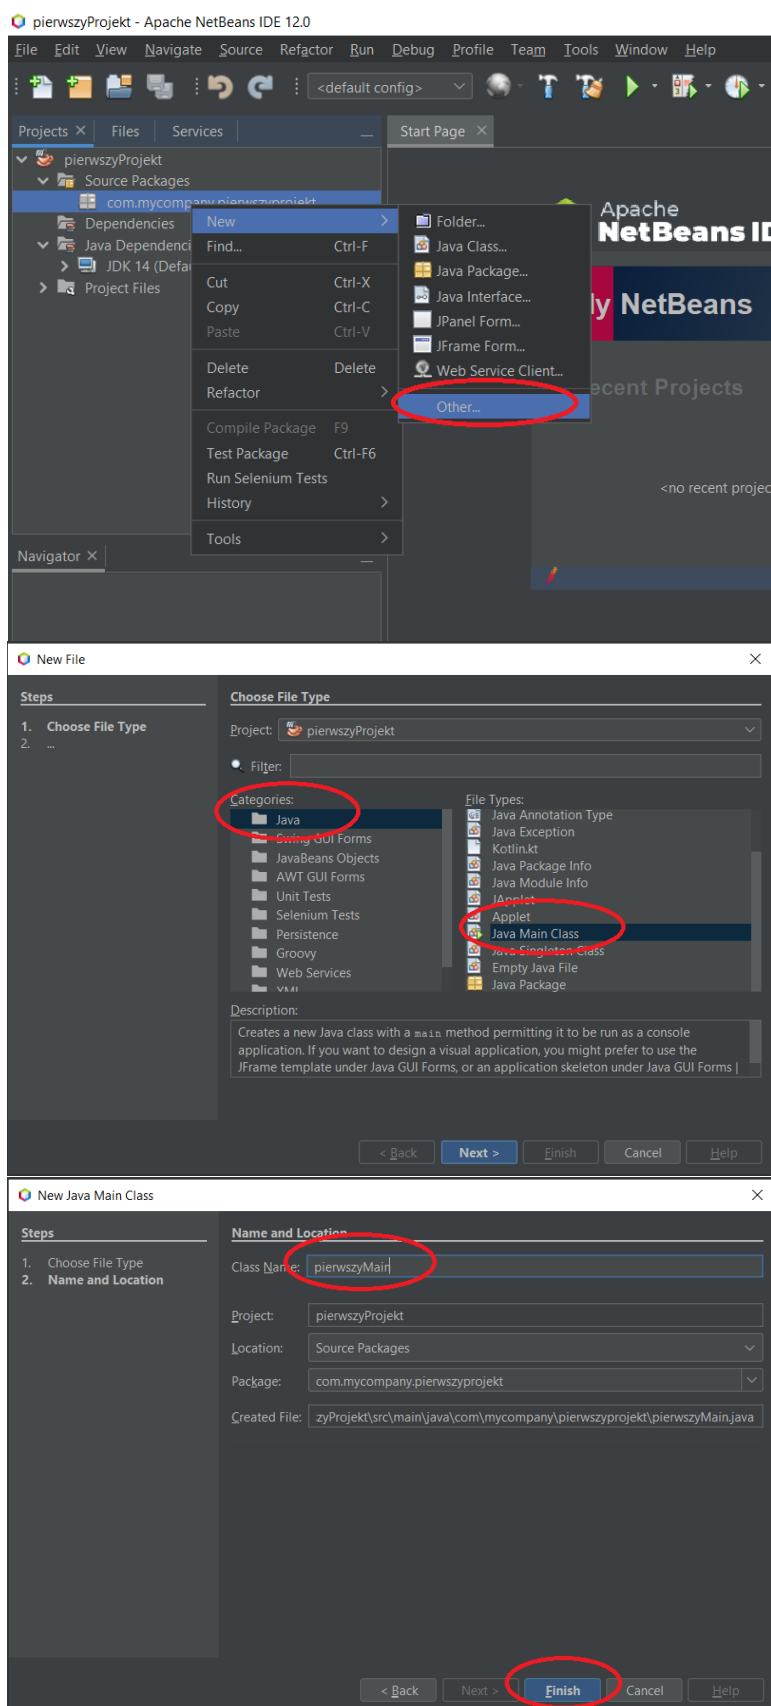 pierwszyProjekt - Apache NetBeans IDE 12.0
File Edit View Navigate Source Refactor Run Debug Profile Team Tools Window Help
<default config>
Projects Files Services Start Page
pierwszyProjekt
Source Packages
com.mycompany.pierwszyprojekt
Dependencies
Java Dependenci
JDK 14 (Defa
Project Files
New
Find... Ctrl-F
Cut Ctrl-X
Copy Ctrl-C
Paste Ctrl-V
Delete Delete
Refactor
Compile Package F9
Test Package Ctrl-F6
Run Selenium Tests
History
Tools
Folder...
Java Class...
Java Package...
Java Interface...
JPanel Form...
JFrame Form...
Web Service Client...
Other...
Apache
NetBeans ID
y NetBeans
ecent Projects
<no recent projec
Navigator
New File
Steps
1. Choose File Type
2. ...
Choose File Type
Project: pierwszyProjekt
Filter:
Categories:
Java
Swing GUI Forms
JavaBeans Objects
AWT GUI Forms
Unit Tests
Selenium Tests
Persistence
Groovy
Web Services
XML
File Types:
Java Annotation Type
Java Exception
Kotlin.kt
Java Package Info
Java Module Info
JApplet
Applet
Java Main Class
Java Singleton Class
Empty Java File
Java Package
Description:
Creates a new Java class with a main method permitting it to be run as a console
application. If you want to design a visual application, you might prefer to use the
JFrame template under Java GUI Forms, or an application skeleton under Java GUI Forms |
< Back Next > Finish Cancel Help
New Java Main Class
Steps
1. Choose File Type
2. Name and Location
Name and Location
Class Name: pierwszyMain
Project: pierwszyProjekt
Location: Source Packages
Package: com.mycompany.pierwszyprojekt
Created File: zyProjekt\src\main\java\com\mycompany\pierwszyprojekt\pierwszyMain.java
< Back Next > Finish Cancel Help